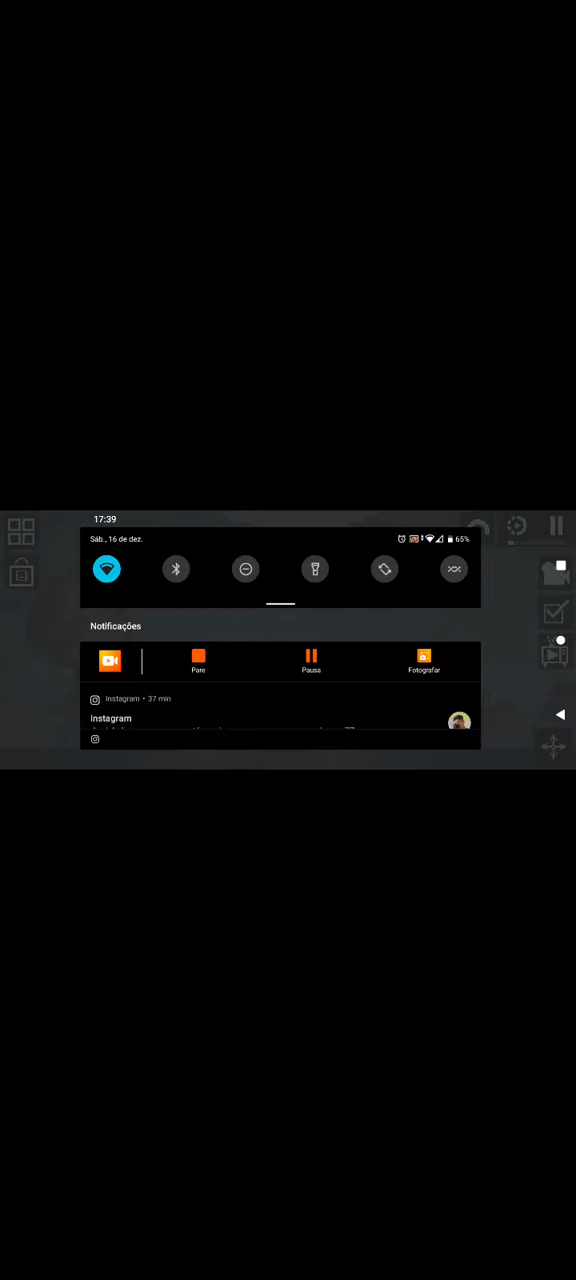 17:39
Sáb., 16 de dez.
65%
Notificações
Pare
Pausa
Fotografar
Instagram • 37 min
Instagram